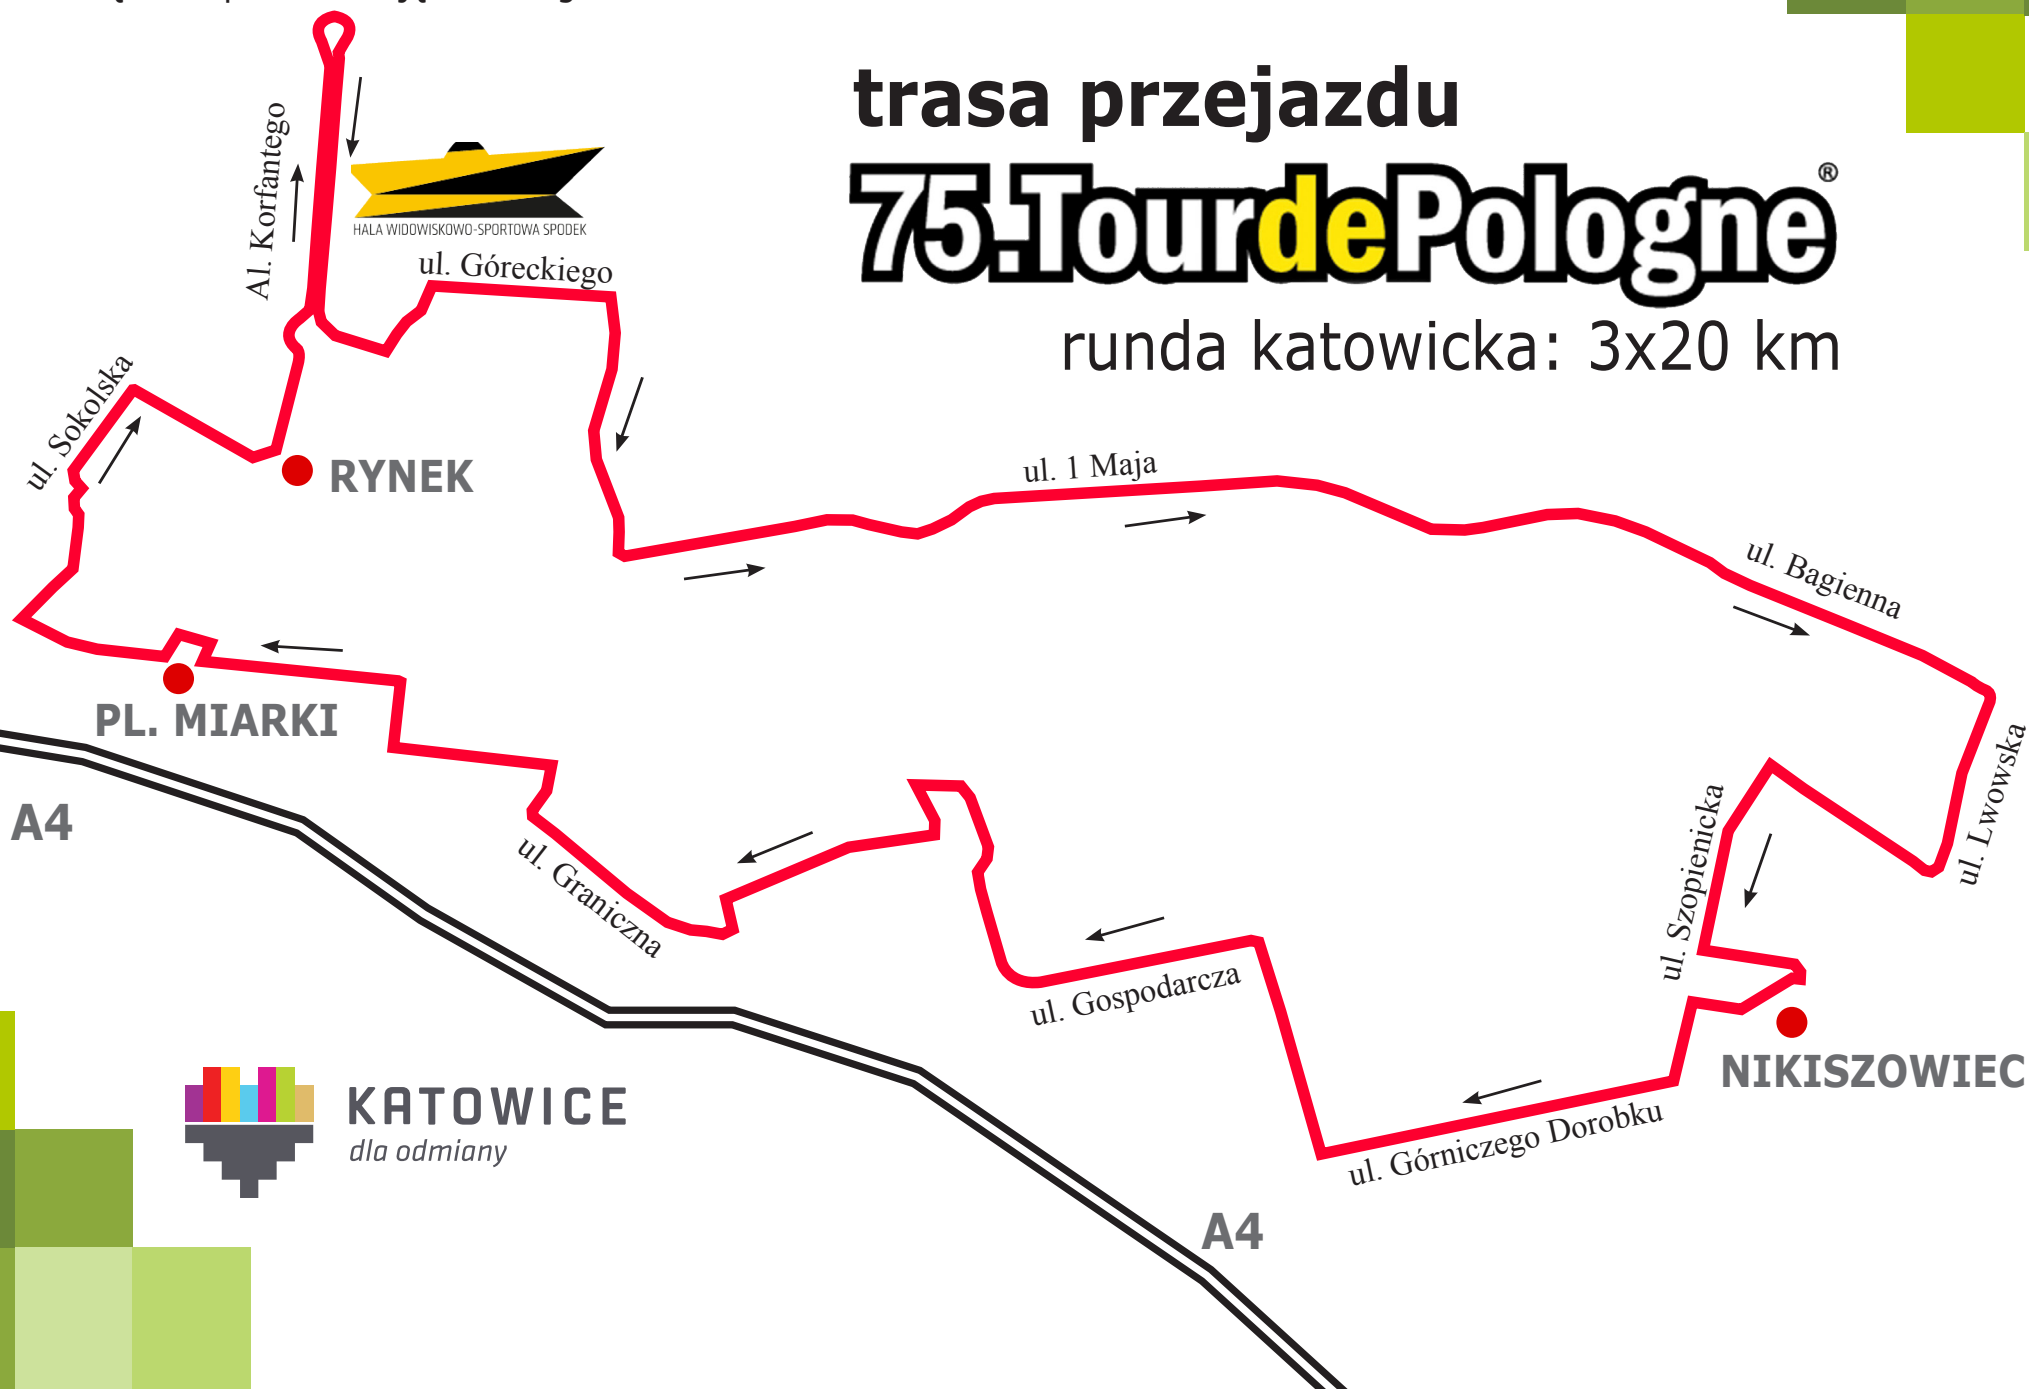 trasa przejazdu
75.TourdePologne®
runda katowicka: 3x20 km
Al. Korfantego
HALA WIDOWISKOWO-SPORTOWA SPODEK
ul. Góreckiego
ul. Sokolska
RYNEK
ul. 1 Maja
ul. Bagienna
PL. MIARKI
A4
ul. Lwowska
ul. Szopienicka
ul. Graniczna
ul. Gospodarcza
NIKISZOWIEC
ul. Górniczego Dorobku
KATOWICE
dla odmiany
A4